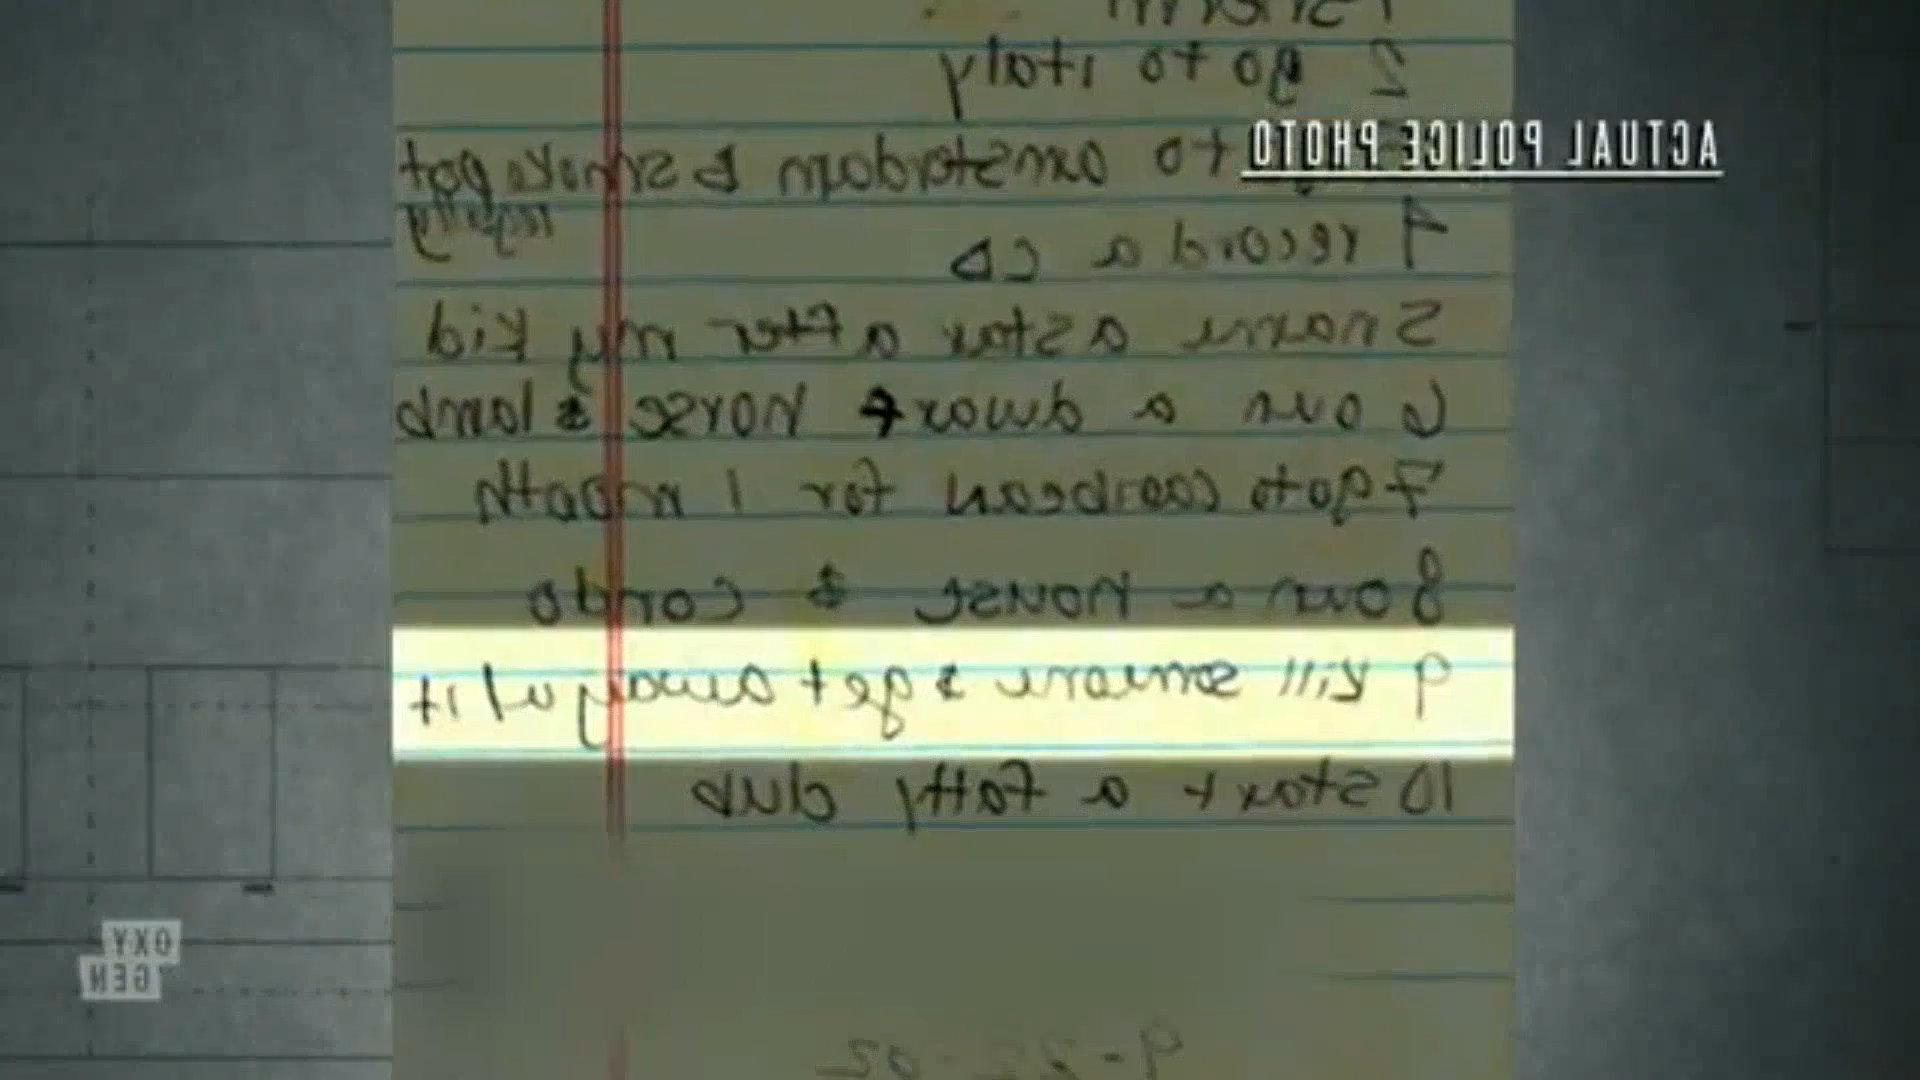 2 go to italy
ACTUAL POLICE PHOTO
to amsterdam & smoke pot
legally
4 record a CD
5 name a star after my kid
6 own a dwarf horse & lamb
7 go to carribean for 1 month
8 own a house & condo
9 kill someone & get away w/ it
10 start a fatty club
OXY
GEN